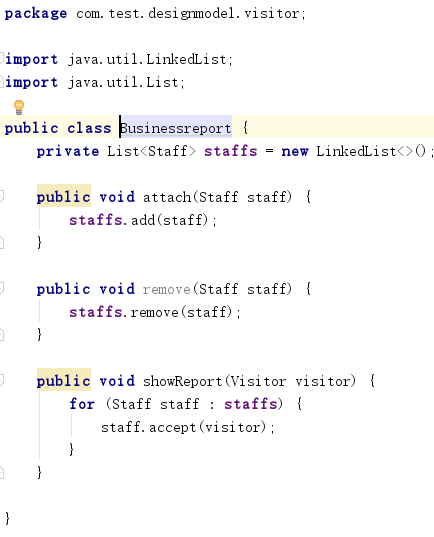 package com.test.designmodel.visitor;
import java.util.LinkedList;
import java.util.List;
public class Businessreport {
    private List<Staff> staffs = new LinkedList<>();
    public void attach(Staff staff) {
        staffs.add(staff);
    }
    public void remove(Staff staff) {
        staffs.remove(staff);
    }
    public void showReport(Visitor visitor) {
        for (Staff staff : staffs) {
            staff.accept(visitor);
        }
    }
}